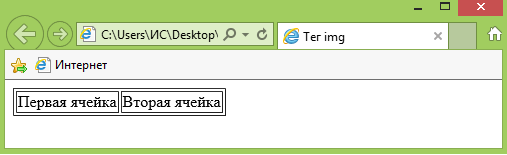 C:\Users\ИС\Desktop\
Тег img
Интернет
Первая ячейка Вторая ячейка